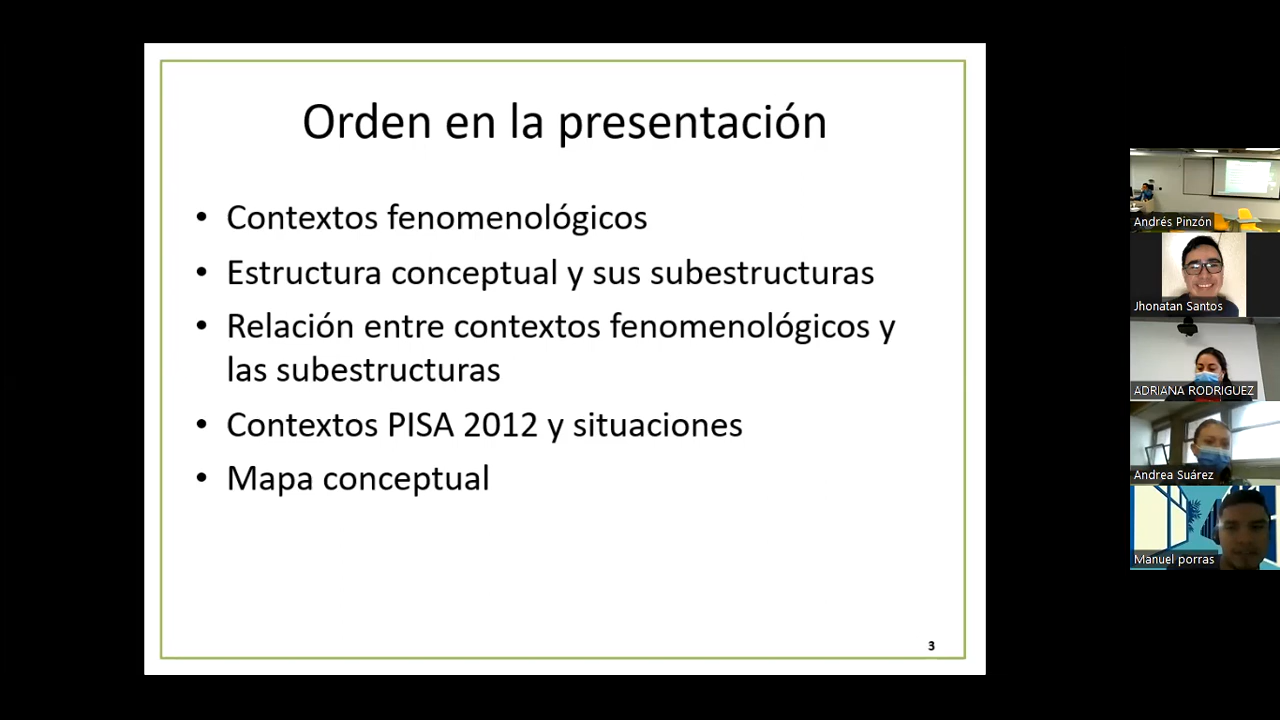 Orden en la presentación
• Contextos fenomenológicos
• Estructura conceptual y sus subestructuras
• Relación entre contextos fenomenológicos y
las subestructuras
• Contextos PISA 2012 y situaciones
• Mapa conceptual
3
Andrés Pinzón
Jhonatan Santos
ADRIANA RODRIGUEZ
Andrea Suárez
Manuel porras